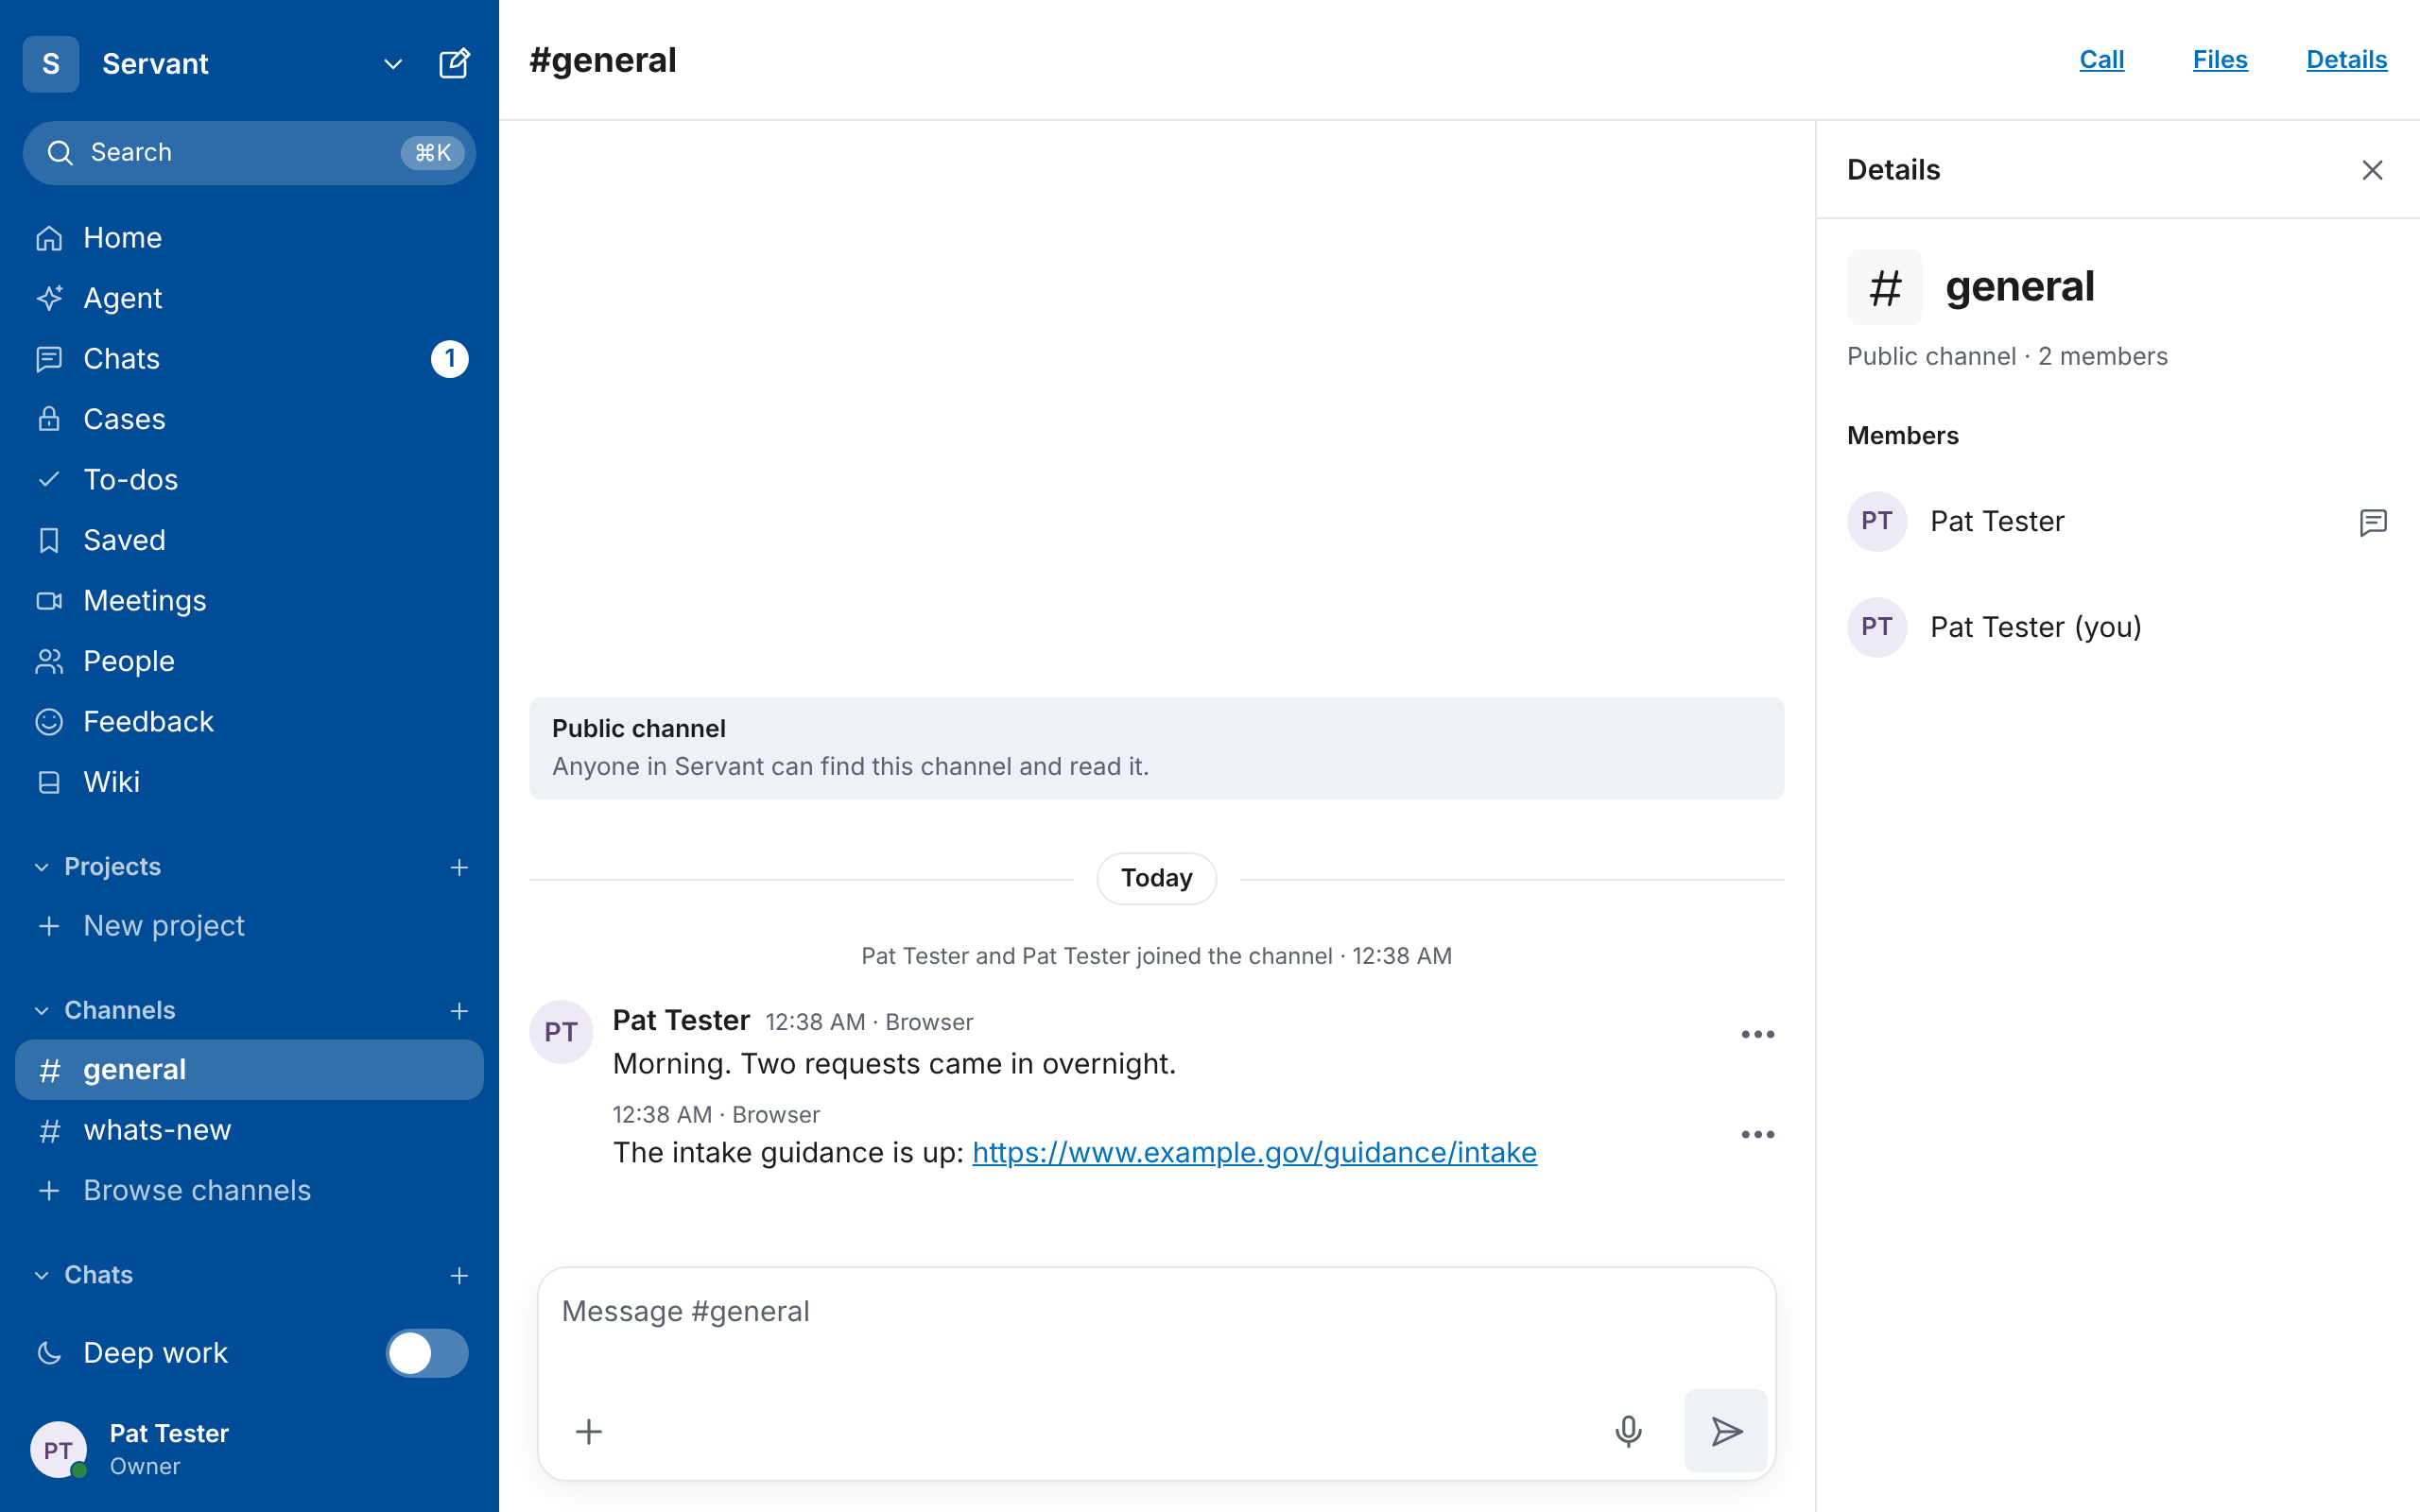 S Servant
Search ⌘K
Home
Agent
Chats 1
Cases
To-dos
Saved
Meetings
People
Feedback
Wiki
Projects
New project
Channels
general
whats-new
Browse channels
Chats
Deep work
PT Pat Tester
Owner
#general
Call Files Details
Public channel
Anyone in Servant can find this channel and read it.
Today
Pat Tester and Pat Tester joined the channel · 12:38 AM
PT Pat Tester 12:38 AM · Browser
Morning. Two requests came in overnight.
12:38 AM · Browser
The intake guidance is up: https://www.example.gov/guidance/intake
Message #general
Details
# general
Public channel · 2 members
Members
PT Pat Tester
PT Pat Tester (you)